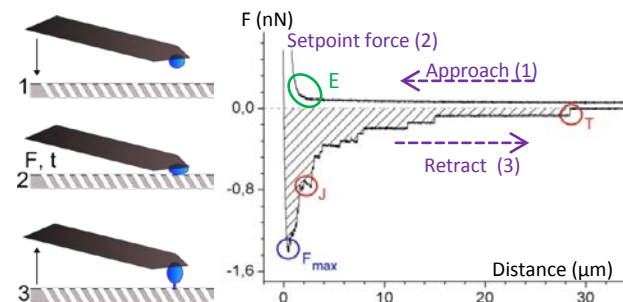 1
F, t
2
3
F (nN)
Setpoint force (2)
E
Approach (1)
0,0
T
Retract (3)
-0,8
J
F max
Distance (µm)
-1,6
0
10
20
30